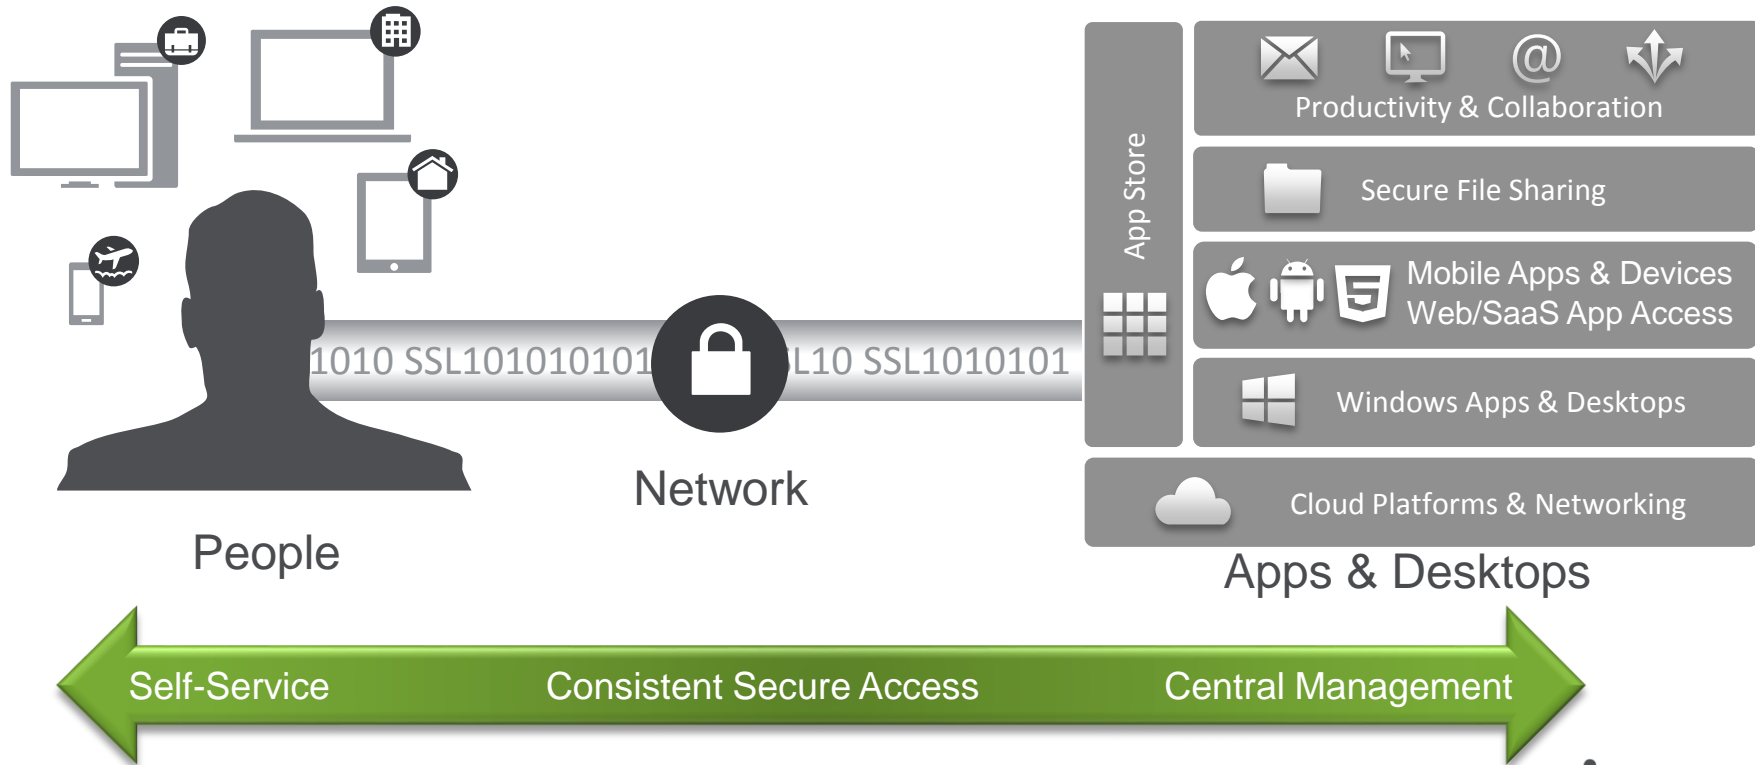 Productivity & Collaboration
App Store
Secure File Sharing
Mobile Apps & Devices
Web/SaaS App Access
1010 SSL101010101
L10 SSL1010101
Windows Apps & Desktops
Network
Cloud Platforms & Networking
People
Apps & Desktops
Self-Service
Consistent Secure Access
Central Management